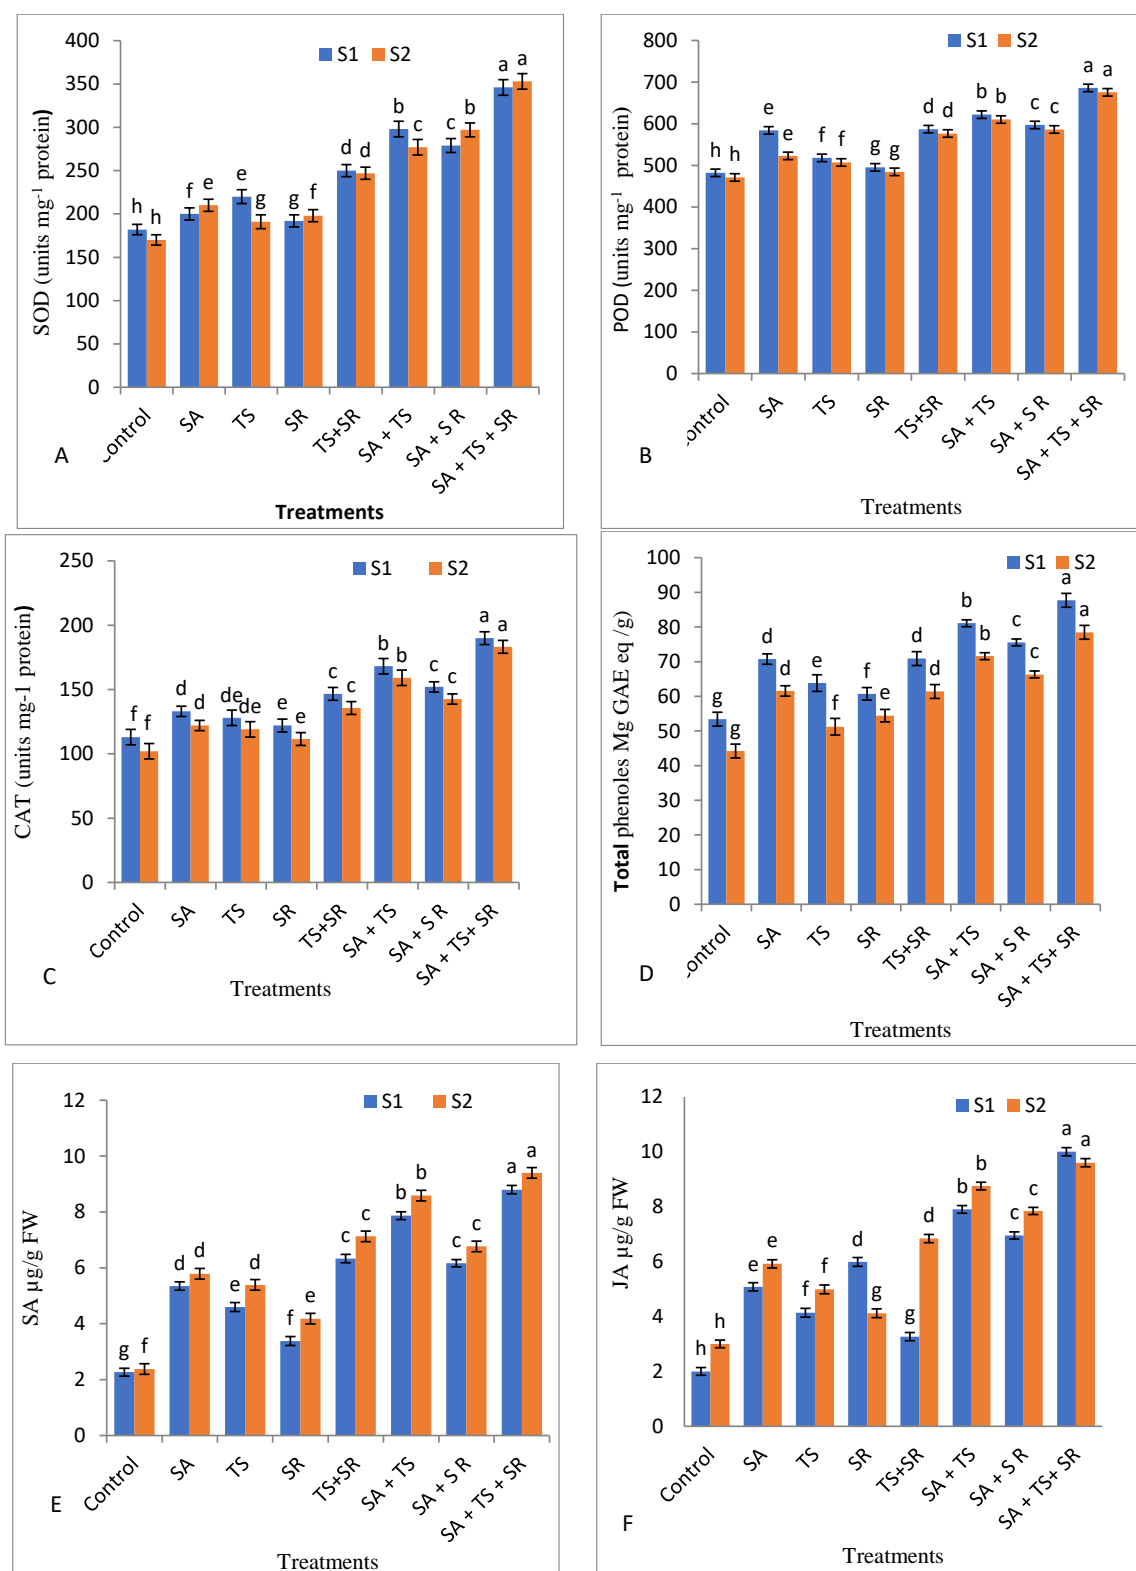 S1 S2
SOD (units mg-1 protein)
400
350
300
250
200
150
100
50
0
h h f e e g g f d d b c c b a a
Control
SA
TS
SR
TS+SR
SA + TS
SA + S R
SA + TS + SR
A
Treatments
S1 S2
POD (units mg-1 protein)
800
700
600
500
400
300
200
100
0
h h e e f f g g d d b b c c a a
Control
SA
TS
SR
TS+SR
SA + TS
SA + S R
SA + TS + SR
B
Treatments
S1 S2
CAT (units mg-1 protein)
250
200
150
100
50
0
f f d d de de e e c c b b c c a a
Control
SA
TS
SR
TS+SR
SA + TS
SA + S R
SA + TS+ SR
C
Treatments
S1 S2
Total phenoles Mg GAE eq /g)
100
90
80
70
60
50
40
30
20
10
0
g g d d e f f e d d b b c c a a
Control
SA
TS
SR
TS+SR
SA + TS
SA + S R
SA + TS+ SR
D
Treatments
S1 S2
SA µg/g FW
12
10
8
6
4
2
0
g f d d e d f e c c b b c c a a
Control
SA
TS
SR
TS+SR
SA + TS
SA + S R
SA + TS + SR
E
Treatments
S1 S2
JA µg/g FW
12
10
8
6
4
2
0
h h e e f f d g g d b b c c a a
Control
SA
TS
SR
TS+SR
SA + TS
SA + S R
SA + TS+ SR
F
Treatments